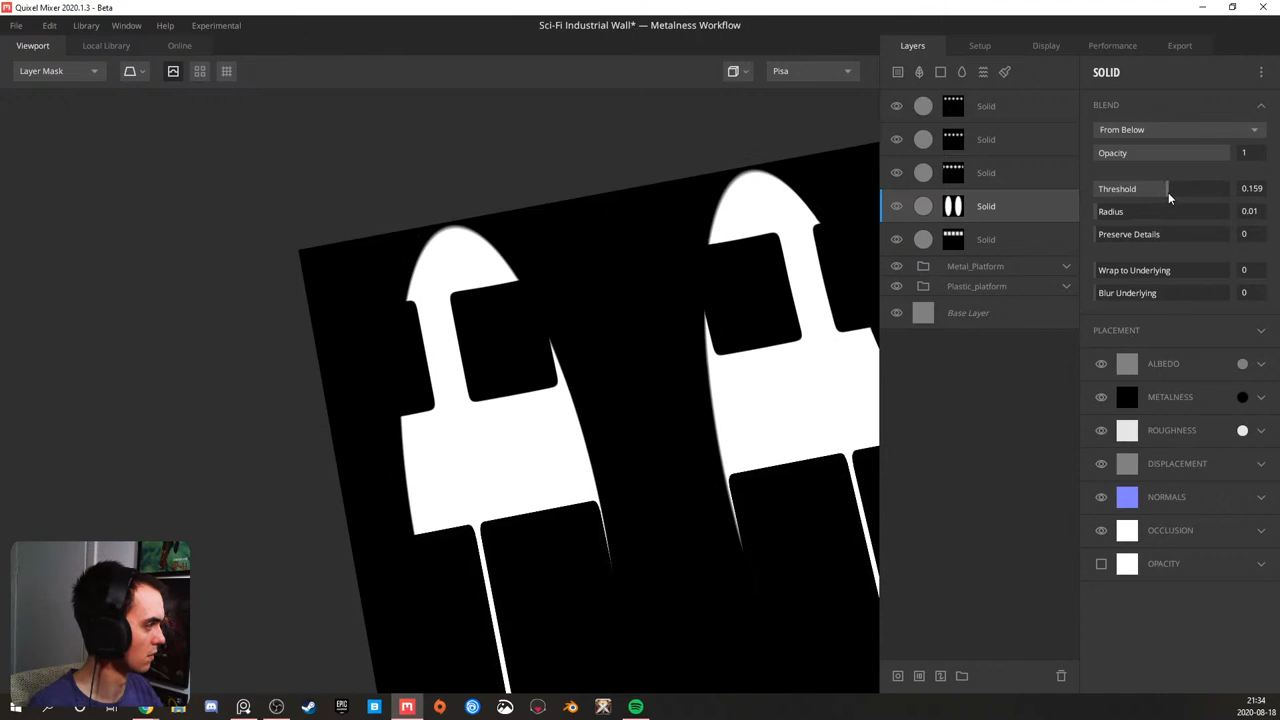 Quixel Mixer 2020.1.3 - Beta
File Edit Library Window Help Experimental
Sci-Fi Industrial Wall* — Metalness Workflow
Viewport Local Library Online
Layers Setup Display Performance Export
Layer Mask
Pisa
SOLID
BLEND
From Below
Opacity 1
Threshold 0.159
Radius 0.01
Preserve Details 0
Wrap to Underlying 0
Blur Underlying 0
PLACEMENT
ALBEDO
METALNESS
ROUGHNESS
DISPLACEMENT
NORMALS
OCCLUSION
OPACITY
Solid
Solid
Solid
Solid
Solid
Metal_Platform
Plastic_platform
Base Layer
21:34
2020-08-18